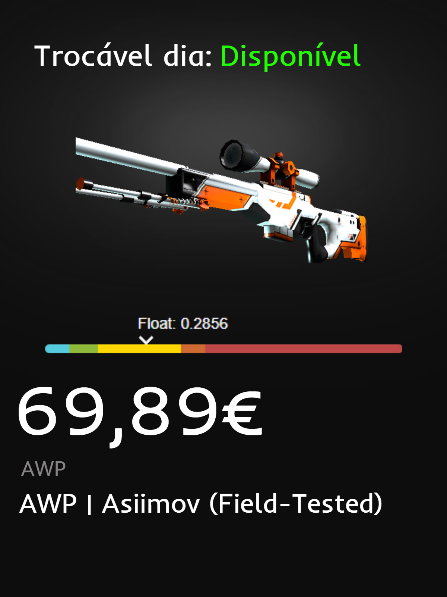 Trocável dia: Disponível
Float: 0.2856
69,89€
AWP
AWP | Asiimov (Field-Tested)